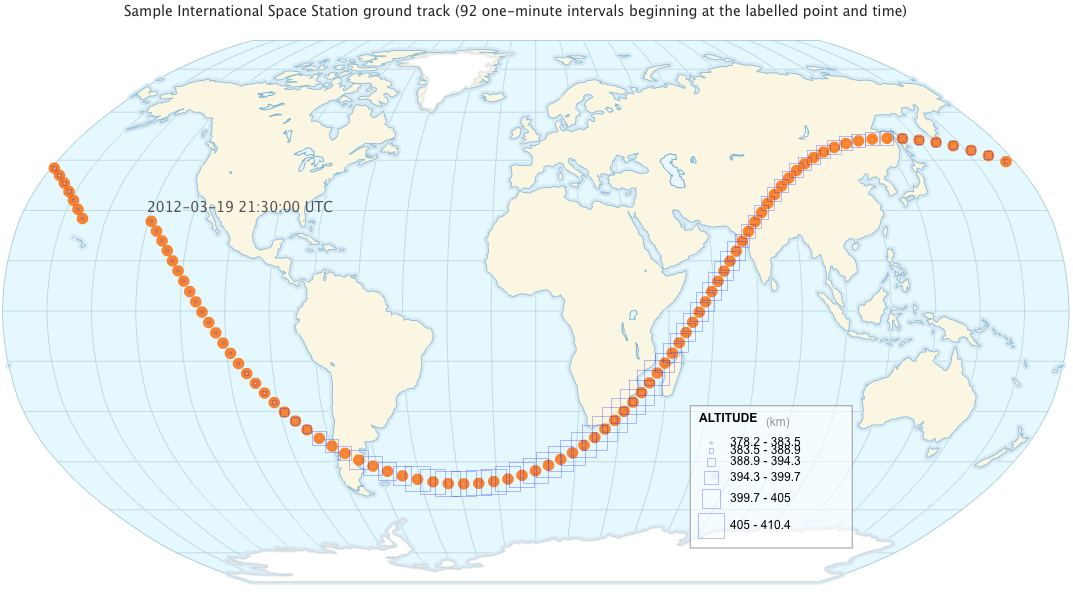 Sample International Space Station ground track (92 one-minute intervals beginning at the labelled point and time)
2012-03-19 21:30:00 UTC
ALTITUDE (km)
378.2 - 383.5
383.5 - 388.9
388.9 - 394.3
394.3 - 399.7
399.7 - 405
405 - 410.4